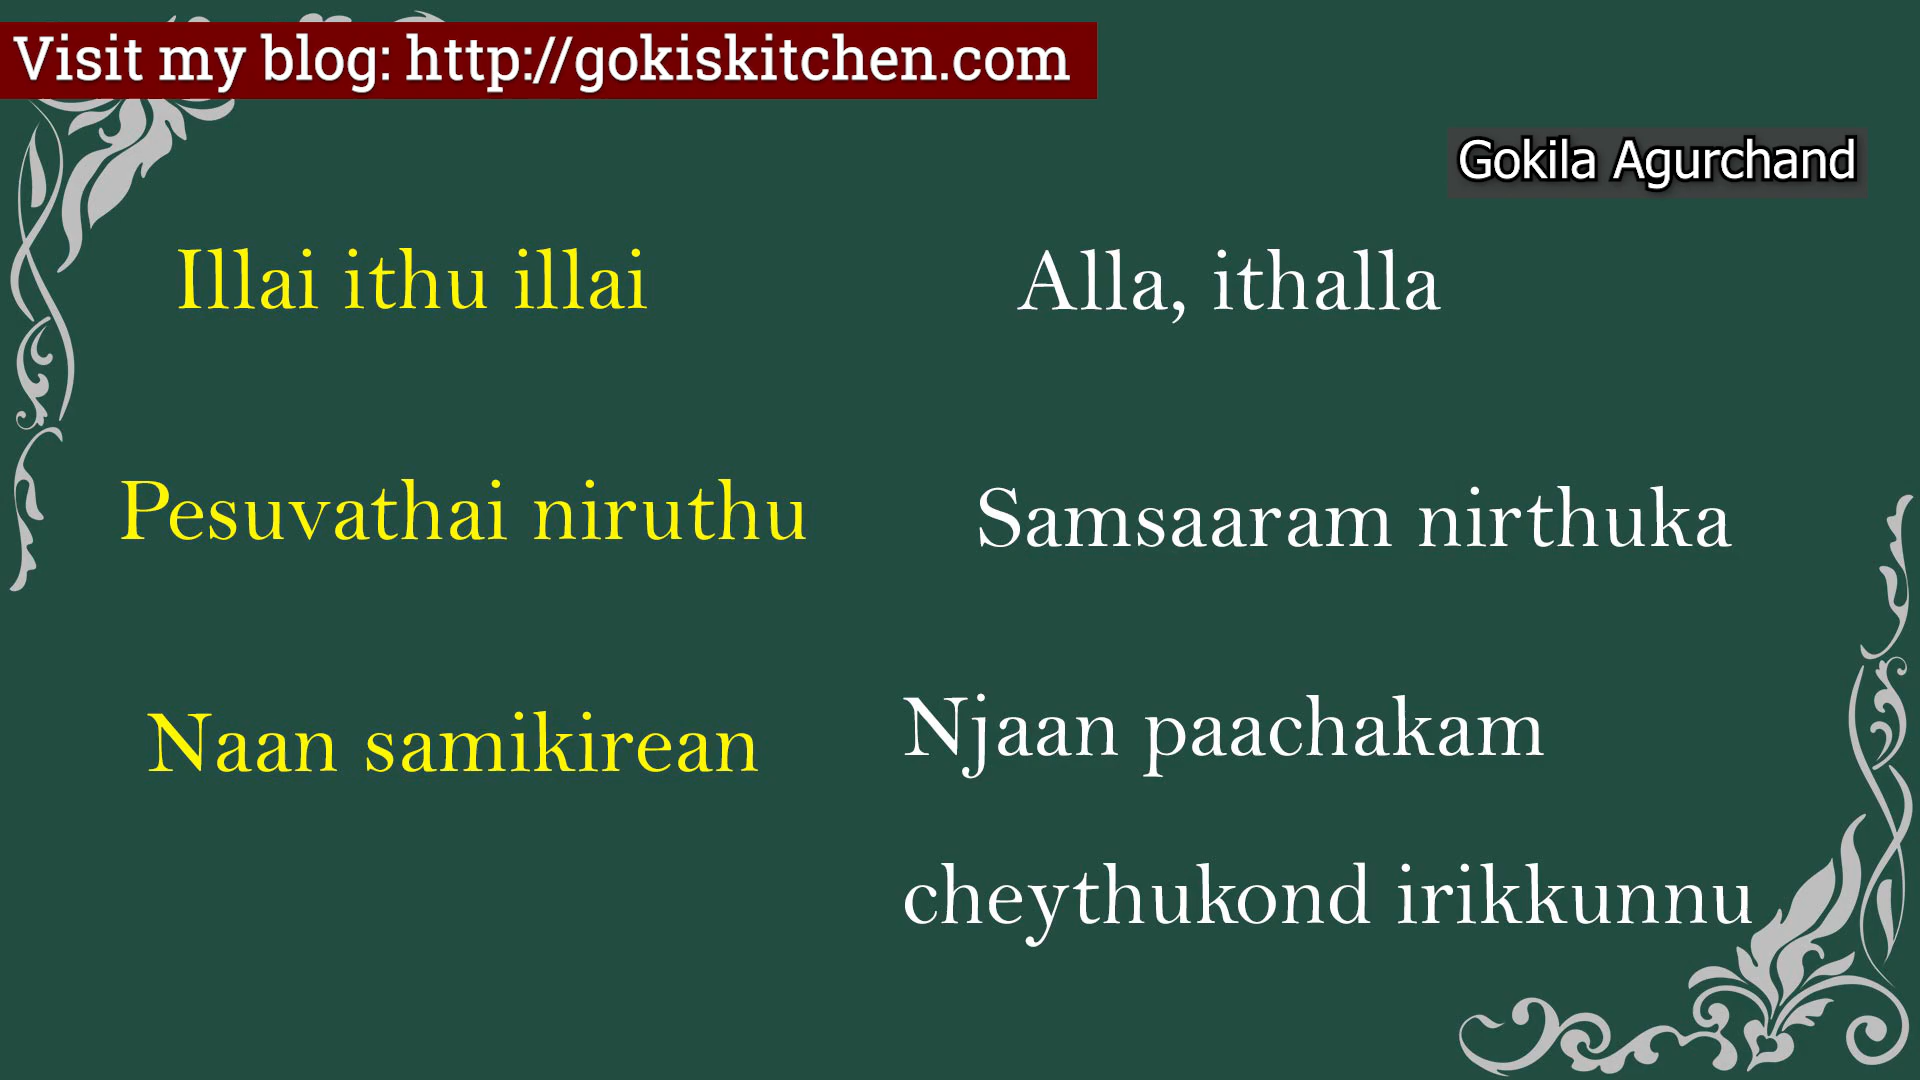 Visit my blog: http://gokiskitchen.com
Gokila Agurchand
Illai ithu illai
Alla, ithalla
Pesuvathai niruthu
Samsaaram nirthuka
Naan samikirean
Njaan paachakam
cheythukond irikkunnu